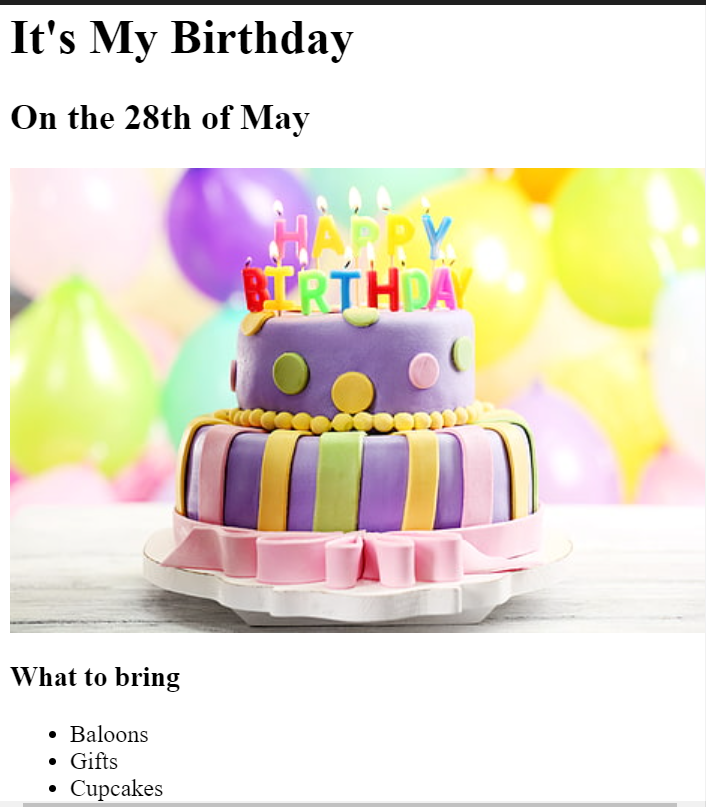 It's My Birthday
On the 28th of May
HAPPY
BIRTHDAY
What to bring
Baloons
Gifts
Cupcakes